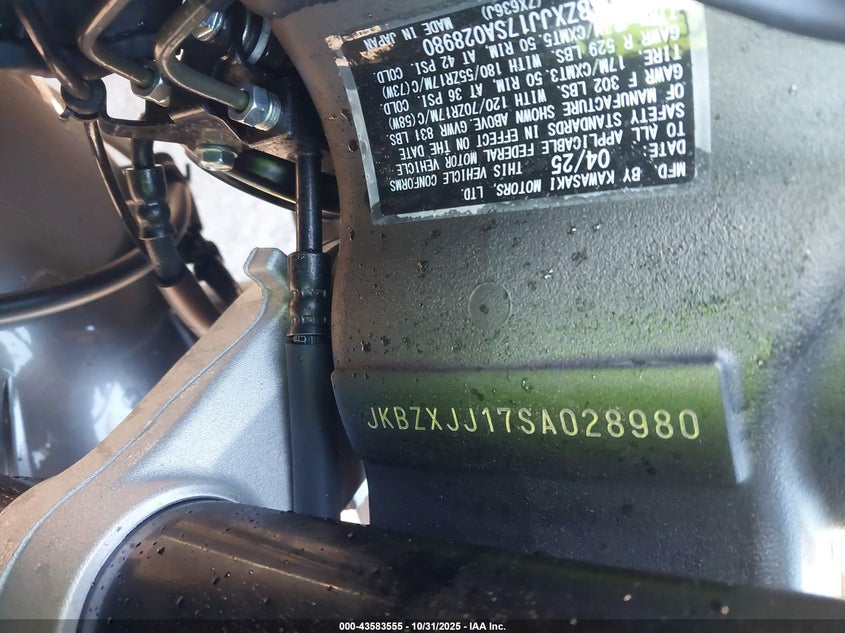 MFD. BY KAWASAKI MOTORS, LTD.
DATE 04/25 THIS VEHICLE CONFORMS
TO ALL APPLICABLE FEDERAL MOTOR VEHICLE
SAFETY STANDARDS IN EFFECT ON THE DATE
OF MANUFACTURE SHOWN ABOVE. GVWR 831 LBS
GAWR F 302 LBS. WITH 120/70ZR17M/C(58W)
TIRE, 17M/CXMT3.50 RIM, AT 36 PSI. COLD.
GAWR R 529 LBS. WITH 180/55ZR17M/C(73W)
17M/CXMT5.50 RIM, AT 42 PSI. COLD
KBZXJJ17SA028980
MADE IN JAPAN
JKBZXJJ17SA028980
000-43583555 - 10/31/2025 - IAA Inc.